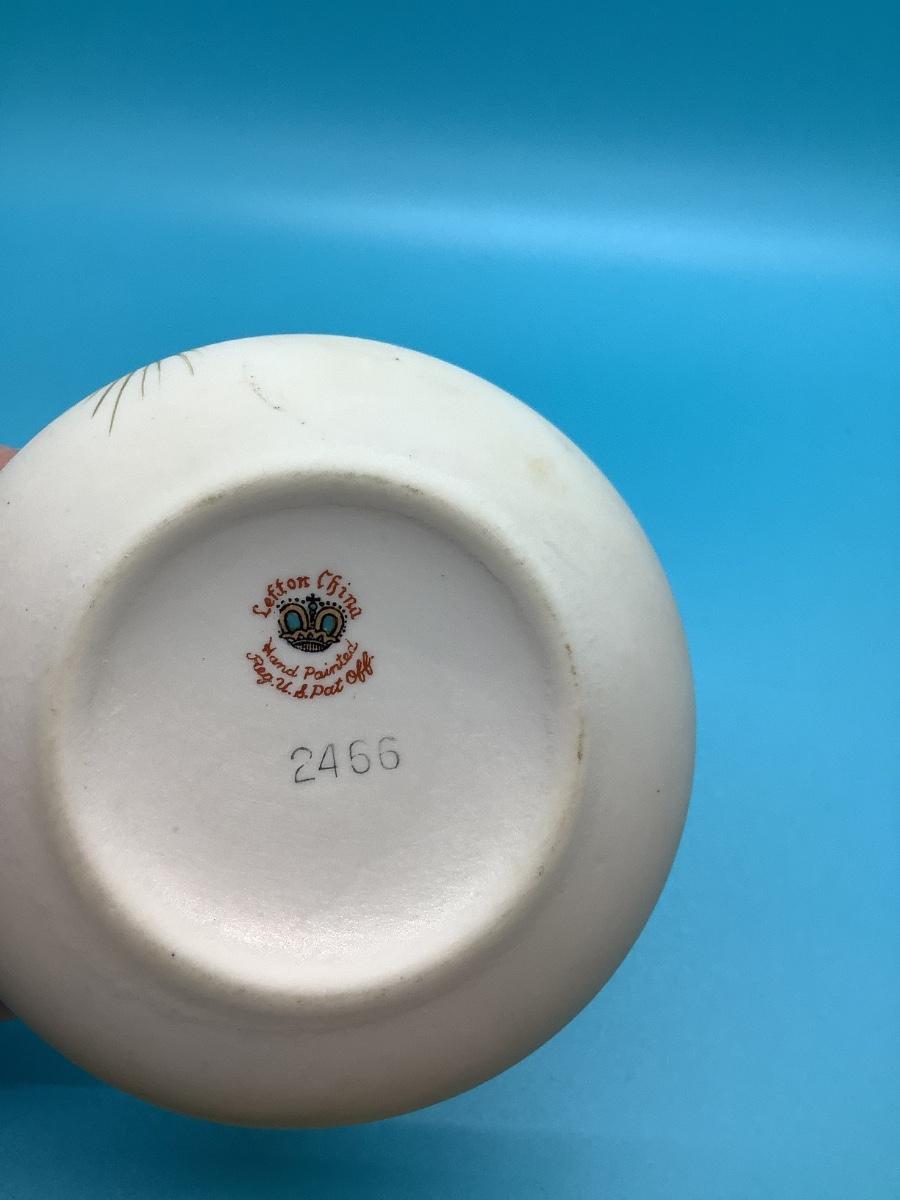 Lefton China
Hand Painted
Reg. U. S. Pat Off
2466